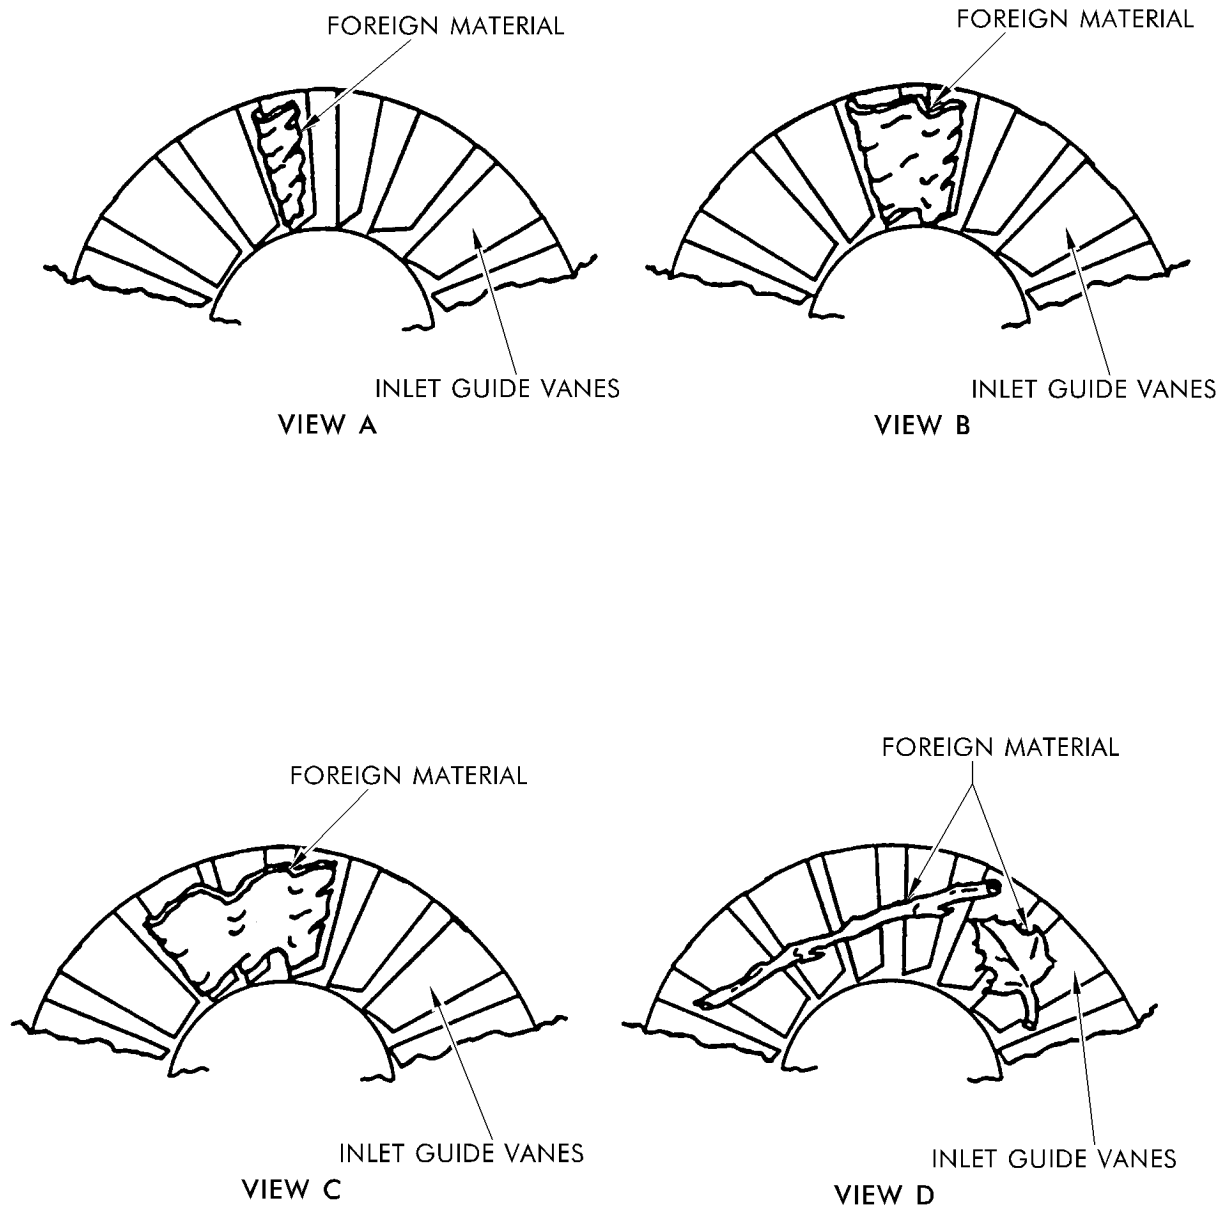 FOREIGN MATERIAL
INLET GUIDE VANES
VIEW A
FOREIGN MATERIAL
INLET GUIDE VANES
VIEW B
FOREIGN MATERIAL
INLET GUIDE VANES
VIEW C
FOREIGN MATERIAL
INLET GUIDE VANES
VIEW D